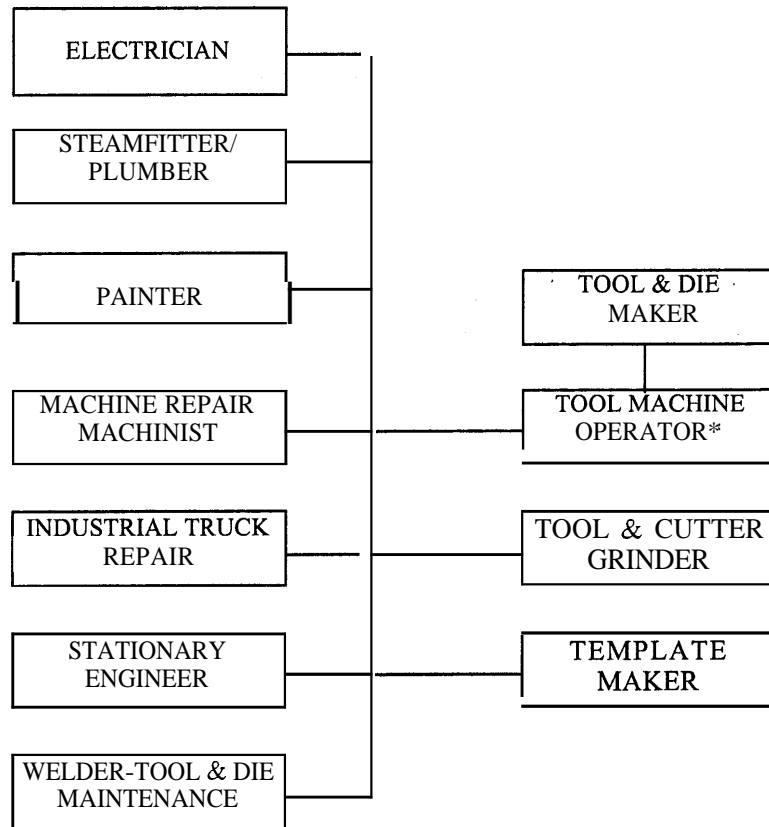 ELECTRICIAN
STEAMFITTER/
PLUMBER
PAINTER
MACHINE REPAIR
MACHINIST
INDUSTRIAL TRUCK
REPAIR
STATIONARY
ENGINEER
WELDER-TOOL & DIE
MAINTENANCE
TOOL & DIE
MAKER
TOOL MACHINE
OPERATOR*
TOOL & CUTTER
GRINDER
TEMPLATE
MAKER